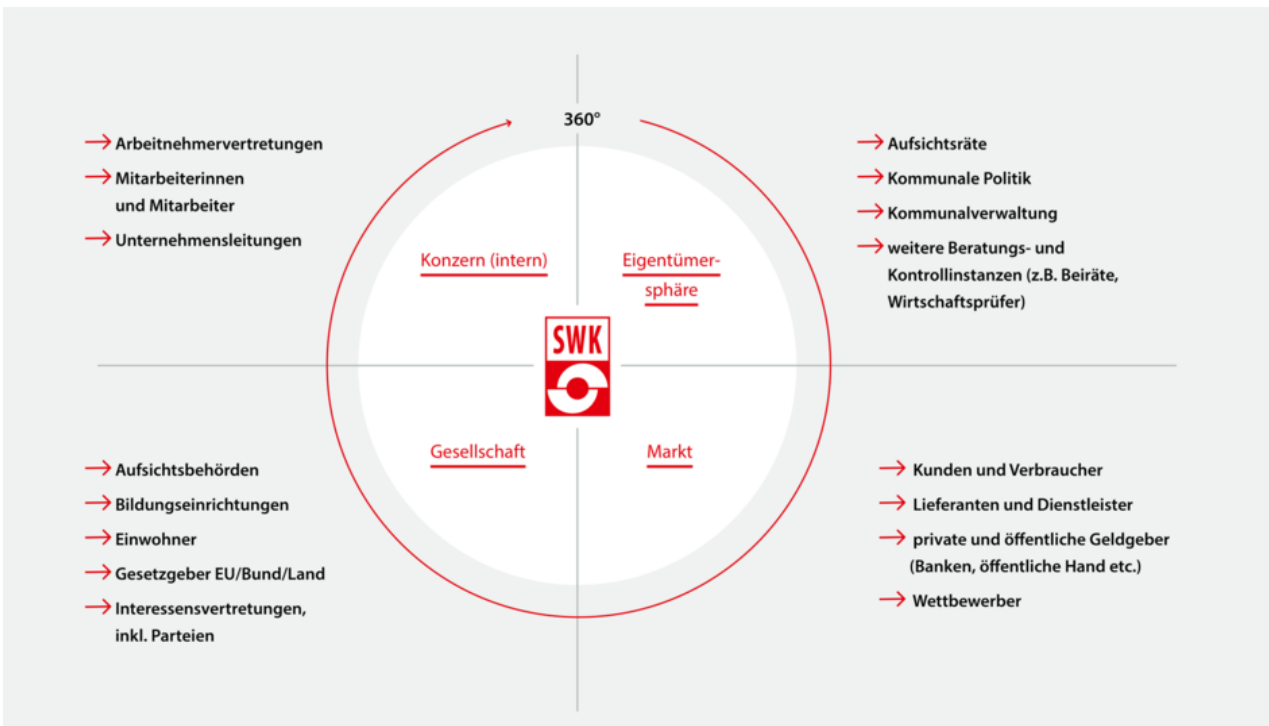 360°
Arbeitnehmervertretungen
Mitarbeiterinnen
und Mitarbeiter
Unternehmensleitungen
Konzern (intern)
Eigentümer-
sphäre
Aufsichtsräte
Kommunale Politik
Kommunalverwaltung
weitere Beratungs- und
Kontrollinstanzen (z.B. Beiräte,
Wirtschaftsprüfer)
SWK
Aufsichtsbehörden
Bildungseinrichtungen
Einwohner
Gesetzgeber EU/Bund/Land
Interessensvertretungen,
inkl. Parteien
Gesellschaft
Markt
Kunden und Verbraucher
Lieferanten und Dienstleister
private und öffentliche Geldgeber
(Banken, öffentliche Hand etc.)
Wettbewerber